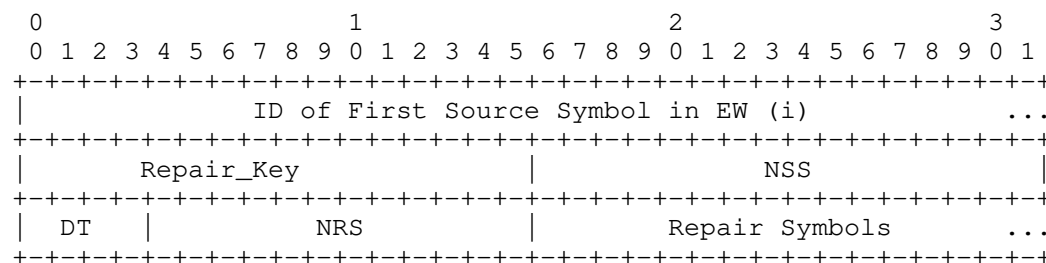 0                   1                   2                   3
 0 1 2 3 4 5 6 7 8 9 0 1 2 3 4 5 6 7 8 9 0 1 2 3 4 5 6 7 8 9 0 1
+-+-+-+-+-+-+-+-+-+-+-+-+-+-+-+-+-+-+-+-+-+-+-+-+-+-+-+-+-+-+-+-+
|              ID of First Source Symbol in EW (i)            ...
+-+-+-+-+-+-+-+-+-+-+-+-+-+-+-+-+-+-+-+-+-+-+-+-+-+-+-+-+-+-+-+-+
|       Repair_Key              |              NSS              |
+-+-+-+-+-+-+-+-+-+-+-+-+-+-+-+-+-+-+-+-+-+-+-+-+-+-+-+-+-+-+-+-+
|  DT   |          NRS          |        Repair Symbols       ...
+-+-+-+-+-+-+-+-+-+-+-+-+-+-+-+-+-+-+-+-+-+-+-+-+-+-+-+-+-+-+-+-+